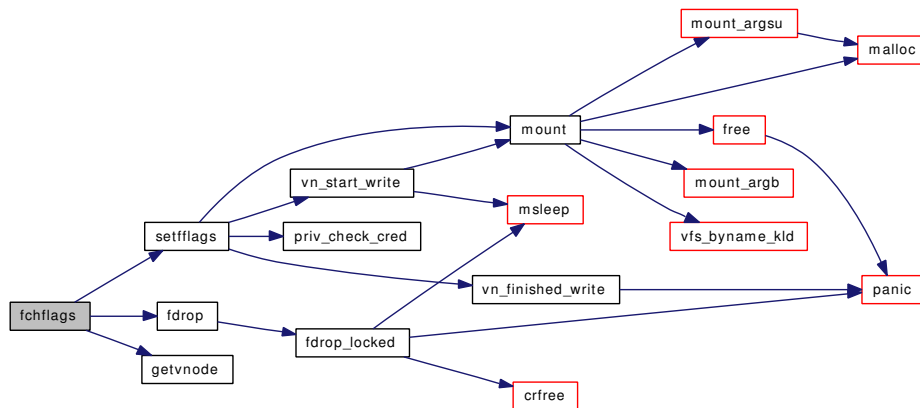 mount_argsu
malloc
mount
free
vn_start_write
mount_argb
msleep
setfflags
priv_check_cred
vfs_byname_kld
vn_finished_write
panic
fchflags
fdrop
fdrop_locked
getvnode
crfree